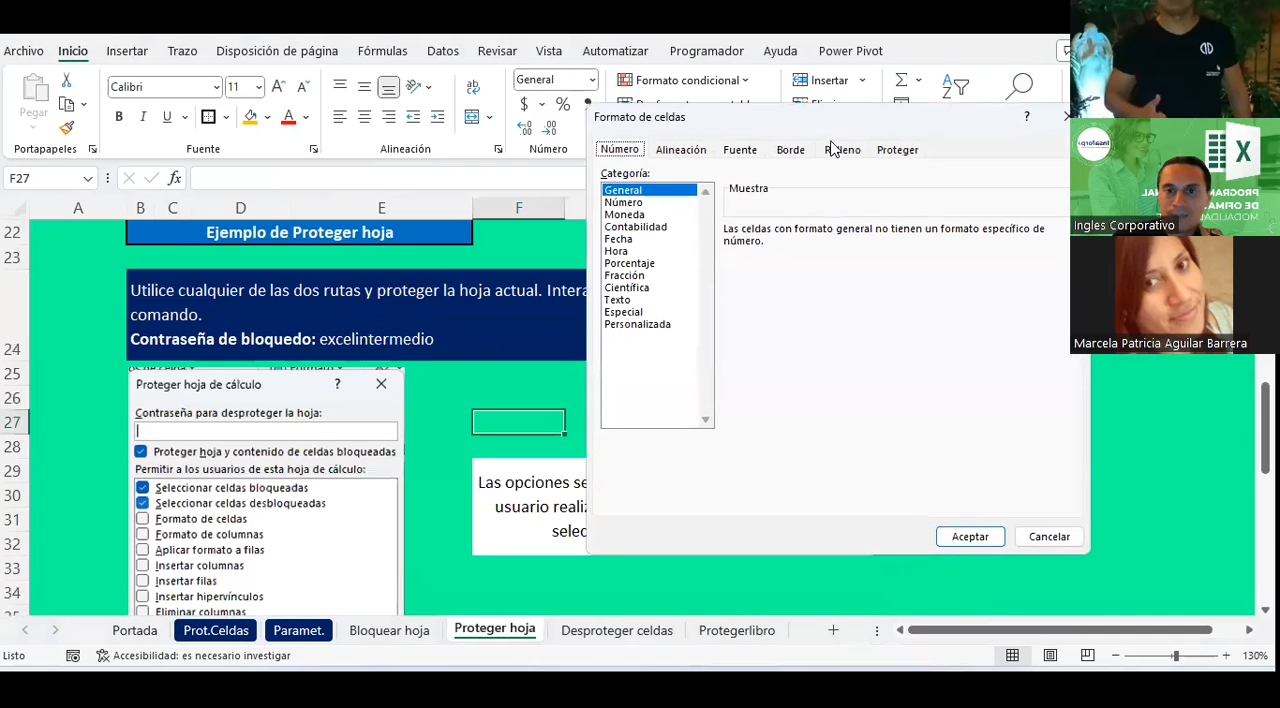 Archivo Inicio Insertar Trazo Disposición de página Fórmulas Datos Revisar Vista Automatizar Programador Ayuda Power Pivot
Pegar
Portapapeles
Calibri 11
N K S
Fuente
Alineación
General
$ %
Número
Formato condicional
Insertar
F27
fx
A B C D E F
22
23
24
25
26
27
28
29
30
31
32
33
34
Ejemplo de Proteger hoja
Utilice cualquier de las dos rutas y proteger la hoja actual. Intera
comando.
Contraseña de bloquedo: excelintermedio
Proteger hoja de cálculo ?
Contraseña para desproteger la hoja:
Proteger hoja y contenido de celdas bloqueadas
Permitir a los usuarios de esta hoja de cálculo:
Seleccionar celdas bloqueadas
Seleccionar celdas desbloqueadas
Formato de celdas
Formato de columnas
Aplicar formato a filas
Insertar columnas
Insertar filas
Insertar hipervínculos
Eliminar columnas
Las opciones se
usuario realiz
selec
Formato de celdas ?
Número Alineación Fuente Borde Relleno Proteger
Categoría:
General
Número
Moneda
Contabilidad
Fecha
Hora
Porcentaje
Fracción
Científica
Texto
Especial
Personalizada
Muestra
Las celdas con formato general no tienen un formato específico de
número.
Aceptar Cancelar
Ingles Corporativo
Marcela Patricia Aguilar Barrera
Portada Prot.Celdas Paramet. Bloquear hoja Proteger hoja Desproteger celdas Protegerlibro
Listo Accesibilidad: es necesario investigar 130%